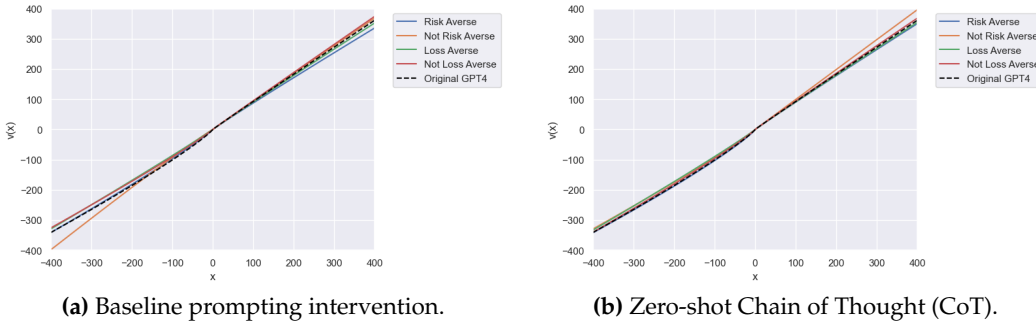 400
300
200
100
0
−100
−200
−300
−400
v(x)
−400 −300 −200 −100 0 100 200 300 400
x
Risk Averse
Not Risk Averse
Loss Averse
Not Loss Averse
Original GPT4
(a) Baseline prompting intervention.
400
300
200
100
0
−100
−200
−300
−400
v(x)
−400 −300 −200 −100 0 100 200 300 400
x
Risk Averse
Not Risk Averse
Loss Averse
Not Loss Averse
Original GPT4
(b) Zero-shot Chain of Thought (CoT).